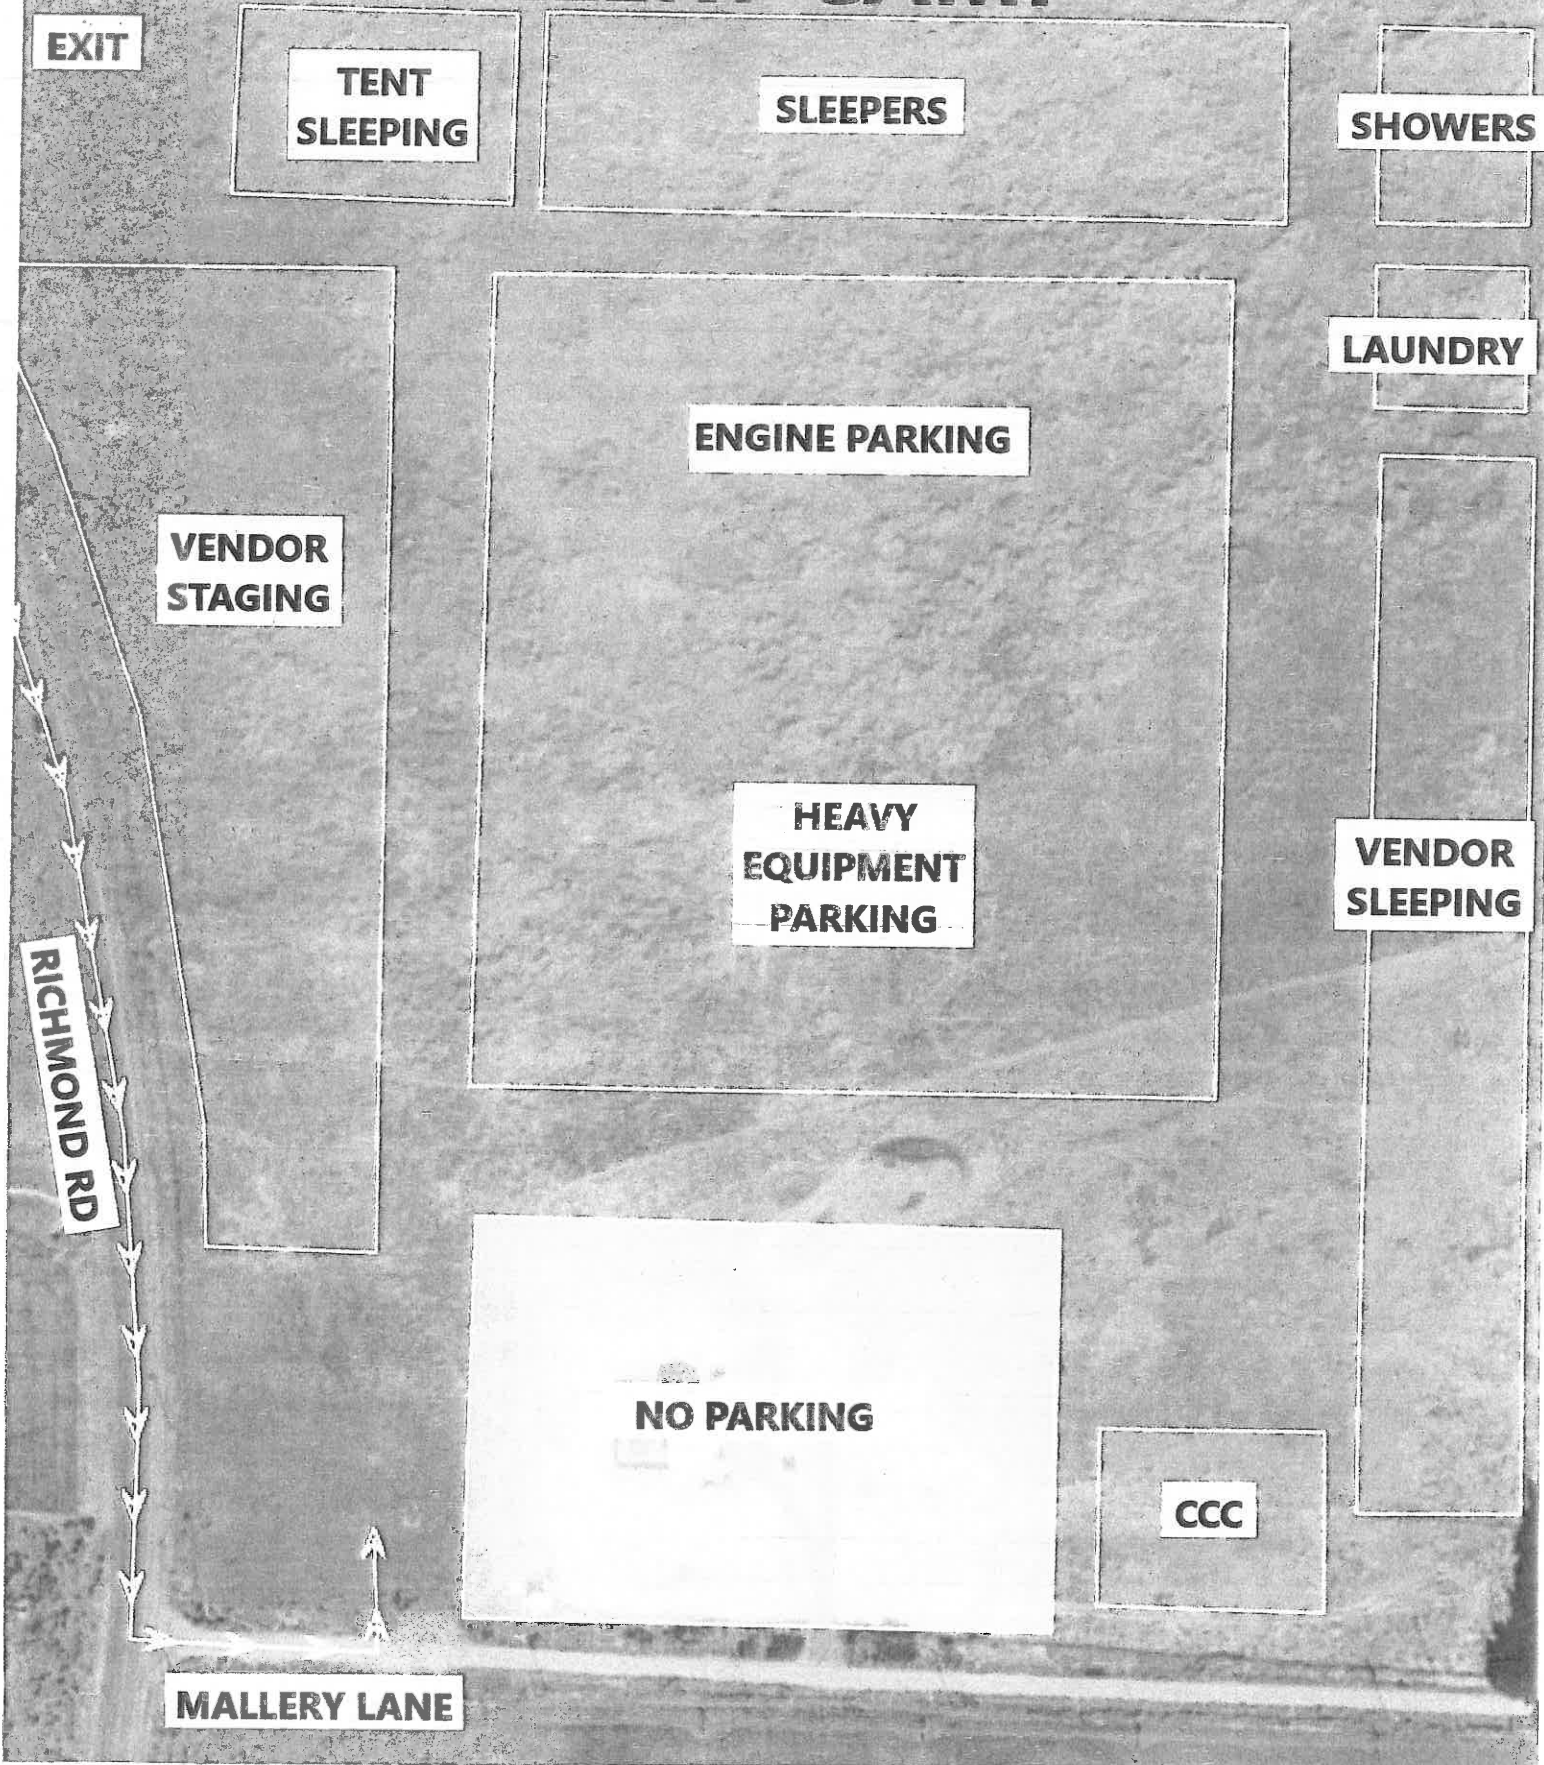 CAMP
EXIT
TENT
SLEEPING
SLEEPERS
SHOWERS
LAUNDRY
ENGINE PARKING
VENDOR
STAGING
HEAVY
EQUIPMENT
PARKING
VENDOR
SLEEPING
RICHMOND RD
NO PARKING
CCC
MALLERY LANE